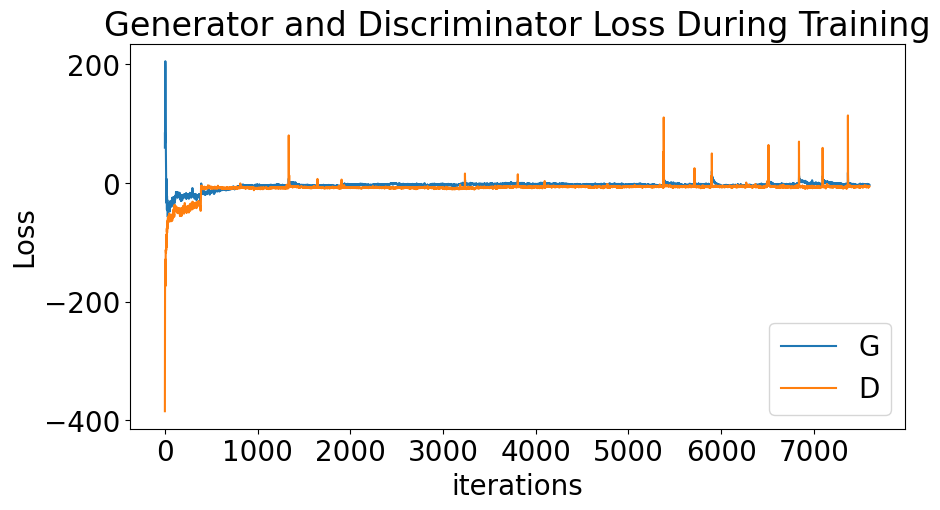 Generator and Discriminator Loss During Training
200
0
−200
−400
Loss
0 1000 2000 3000 4000 5000 6000 7000
iterations
G
D